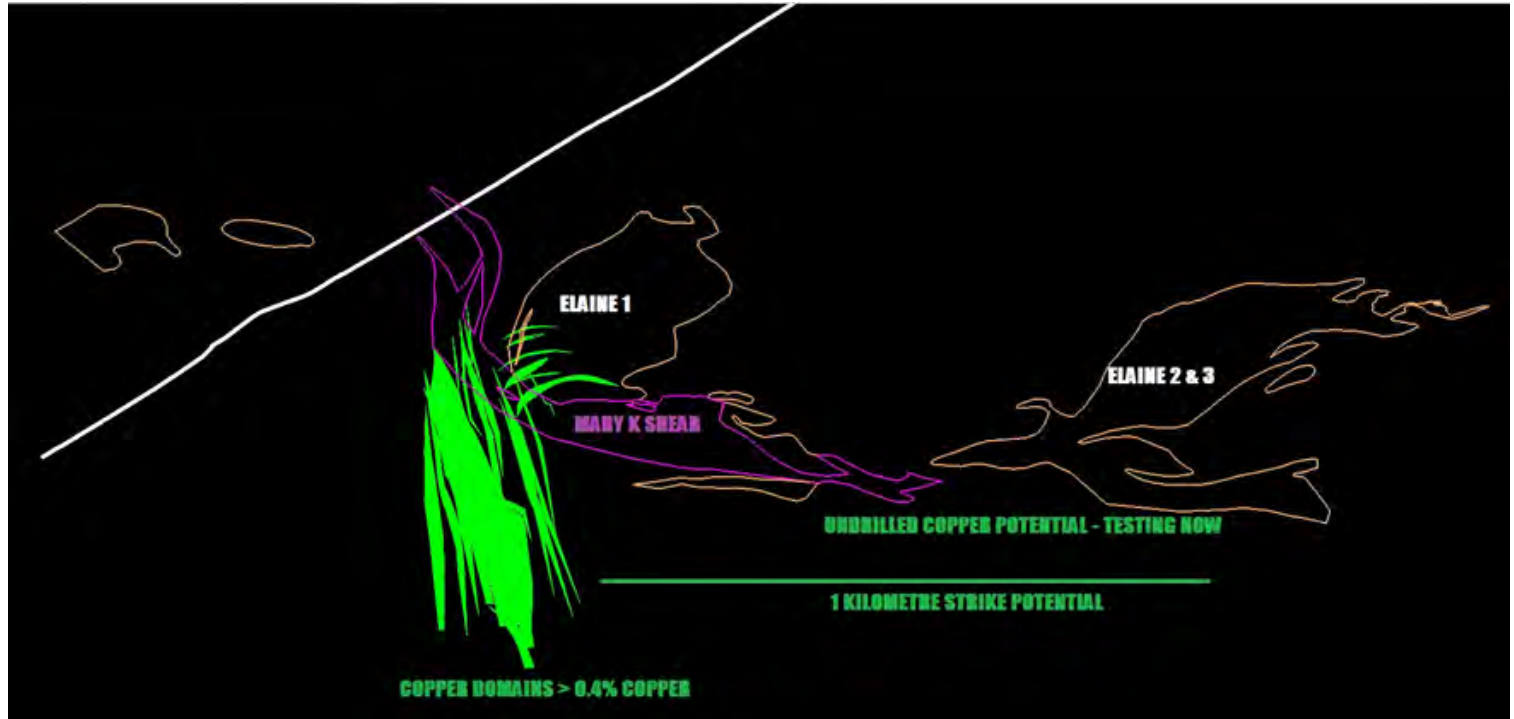 ELAINE 1
ELAINE 2 & 3
MARY K SHEAR
UNDRILLED COPPER POTENTIAL - TESTING NOW
1 KILOMETRE STRIKE POTENTIAL
COPPER DOMAINS > 0.4% COPPER